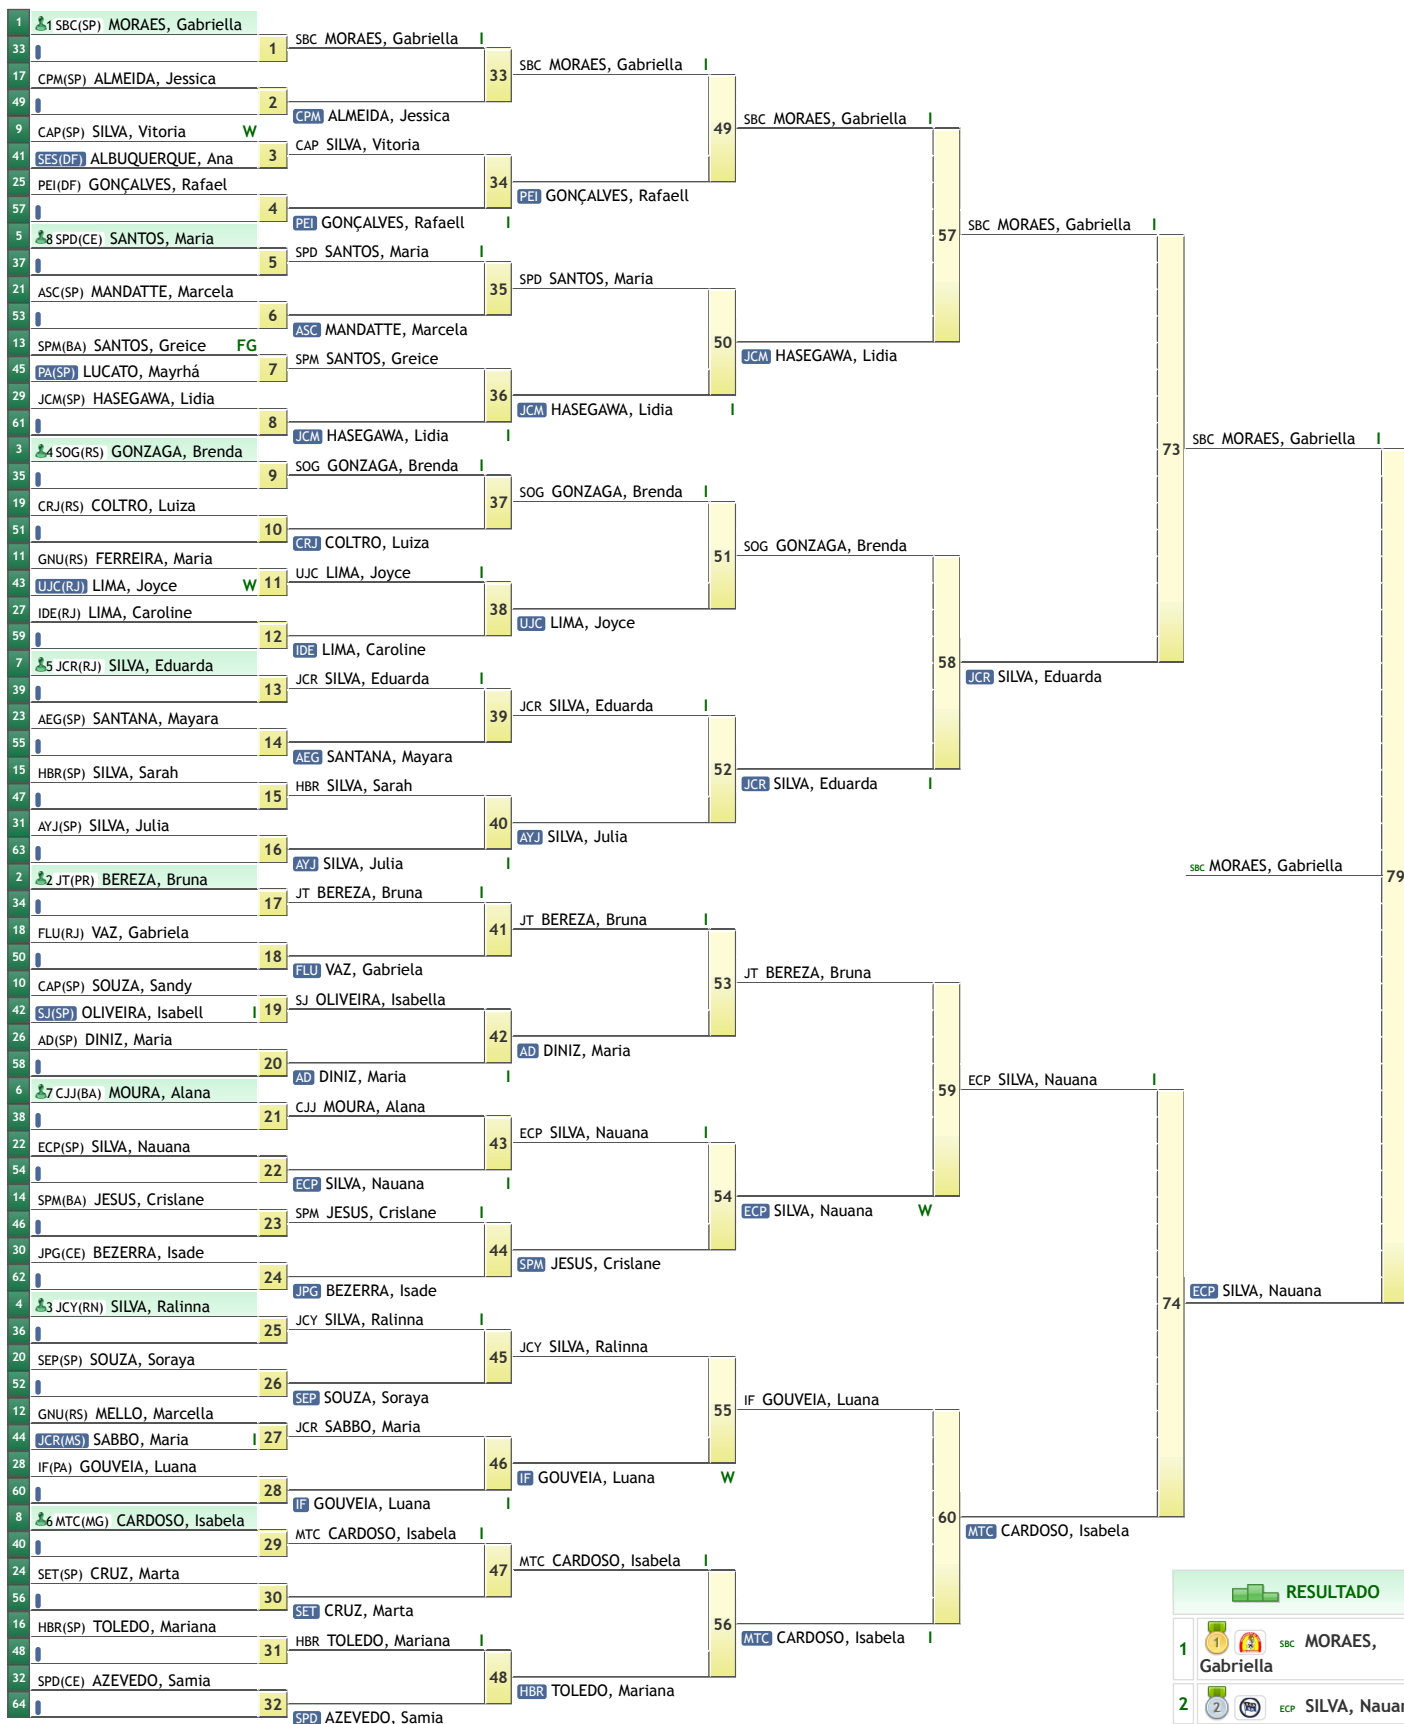 1 1 SBC(SP) MORAES, Gabriella
33
1
17 CPM(SP) ALMEIDA, Jessica
49
2
9 CAP(SP) SILVA, Vitoria W
41 SES(DF) ALBUQUERQUE, Ana
3
25 PEI(DF) GONÇALVES, Rafael
57
4
5 8 SPD(CE) SANTOS, Maria
37
5
21 ASC(SP) MANDATTE, Marcela
53
6
13 SPM(BA) SANTOS, Greice FG
45 PA(SP) LUCATO, Mayrhá
7
29 JCM(SP) HASEGAWA, Lidia
61
8
3 4 SOG(RS) GONZAGA, Brenda
35
9
19 CRJ(RS) COLTRO, Luiza
51
10
11 GNU(RS) FERREIRA, Maria
43 UJC(RJ) LIMA, Joyce W
11
27 IDE(RJ) LIMA, Caroline
59
12
7 5 JCR(RJ) SILVA, Eduarda
39
13
23 AEG(SP) SANTANA, Mayara
55
14
15 HBR(SP) SILVA, Sarah
47
15
31 AYJ(SP) SILVA, Julia
63
16
2 2 JT(PR) BEREZA, Bruna
34
17
18 FLU(RJ) VAZ, Gabriela
50
18
10 CAP(SP) SOUZA, Sandy
42 SJ(SP) OLIVEIRA, Isabell I
19
26 AD(SP) DINIZ, Maria
58
20
6 7 CJJ(BA) MOURA, Alana
38
21
22 ECP(SP) SILVA, Nauana
54
22
14 SPM(BA) JESUS, Crislane
46
23
30 JPG(CE) BEZERRA, Isade
62
24
4 3 JCY(RN) SILVA, Ralinna
36
25
20 SEP(SP) SOUZA, Soraya
52
26
12 GNU(RS) MELLO, Marcella
44 JCR(MS) SABBO, Maria I
27
28 IF(PA) GOUVEIA, Luana
60
28
8 6 MTC(MG) CARDOSO, Isabela
40
29
24 SET(SP) CRUZ, Marta
56
30
16 HBR(SP) TOLEDO, Mariana
48
31
32 SPD(CE) AZEVEDO, Samia
64
32
SBC MORAES, Gabriella I
33
CPM ALMEIDA, Jessica
CAP SILVA, Vitoria
34
PEI GONÇALVES, Rafaell I
SPD SANTOS, Maria I
35
ASC MANDATTE, Marcela
SPM SANTOS, Greice
36
JCM HASEGAWA, Lidia I
SOG GONZAGA, Brenda I
37
CRJ COLTRO, Luiza
UJC LIMA, Joyce I
38
IDE LIMA, Caroline
JCR SILVA, Eduarda I
39
AEG SANTANA, Mayara
HBR SILVA, Sarah
40
AYJ SILVA, Julia I
JT BEREZA, Bruna I
41
FLU VAZ, Gabriela
SJ OLIVEIRA, Isabella
42
AD DINIZ, Maria I
CJJ MOURA, Alana
43
ECP SILVA, Nauana I
SPM JESUS, Crislane I
44
JPG BEZERRA, Isade
JCY SILVA, Ralinna I
45
SEP SOUZA, Soraya
JCR SABBO, Maria
46
IF GOUVEIA, Luana I
MTC CARDOSO, Isabela I
47
SET CRUZ, Marta
HBR TOLEDO, Mariana I
48
SPD AZEVEDO, Samia
SBC MORAES, Gabriella I
49
PEI GONÇALVES, Rafaell
SPD SANTOS, Maria
50
JCM HASEGAWA, Lidia I
SOG GONZAGA, Brenda I
51
UJC LIMA, Joyce
JCR SILVA, Eduarda I
52
AYJ SILVA, Julia
JT BEREZA, Bruna I
53
AD DINIZ, Maria
ECP SILVA, Nauana I
54
SPM JESUS, Crislane
JCY SILVA, Ralinna
55
IF GOUVEIA, Luana W
MTC CARDOSO, Isabela I
56
HBR TOLEDO, Mariana
SBC MORAES, Gabriella I
57
JCM HASEGAWA, Lidia
SOG GONZAGA, Brenda
58
JCR SILVA, Eduarda I
JT BEREZA, Bruna
59
ECP SILVA, Nauana W
IF GOUVEIA, Luana
60
MTC CARDOSO, Isabela I
SBC MORAES, Gabriella I
73
JCR SILVA, Eduarda
ECP SILVA, Nauana I
74
MTC CARDOSO, Isabela
SBC MORAES, Gabriella I
SBC MORAES, Gabriella
79
ECP SILVA, Nauana
RESULTADO
1 1 SBC MORAES,
Gabriella
2 2 ECP SILVA, Nauan